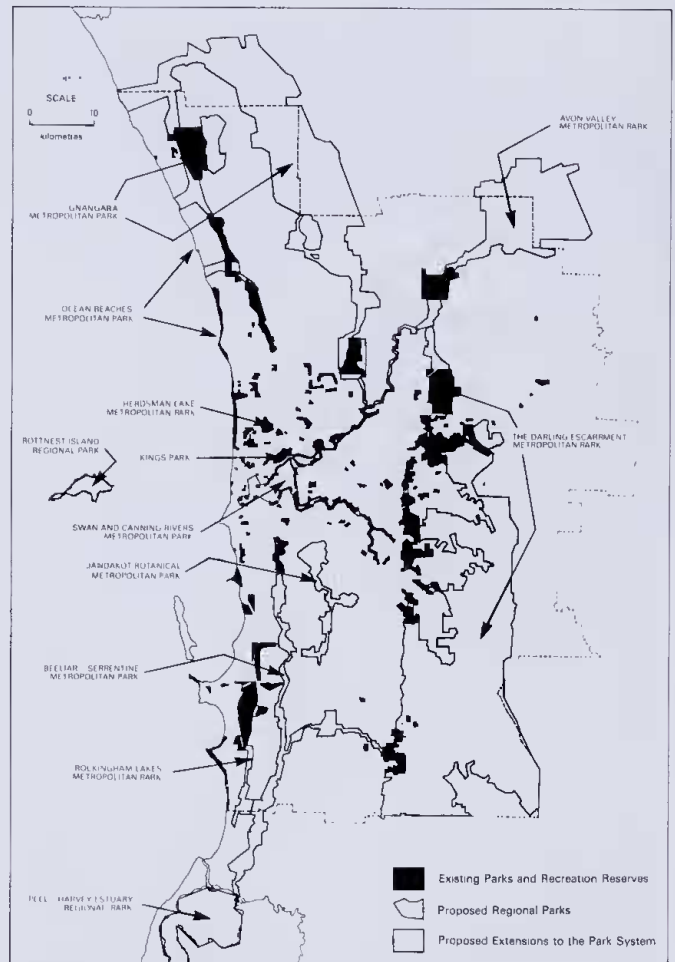 SCALE
0 10
kilometres
AVON VALLEY
METROPOLITAN PARK
GNANGARA
METROPOLITAN PARK
OCEAN REACHES
METROPOLITAN PARK
HERDSMAN LAKE
METROPOLITAN PARK
ROTTNEST ISLAND
REGIONAL PARK
KINGS PARK
THE DARLING ESCARPMENT
METROPOLITAN PARK
SWAN AND CANNING RIVERS
METROPOLITAN PARK
JANDAKOT BOTANICAL
METROPOLITAN PARK
BEELIAR SERPENTINE
METROPOLITAN PARK
ROCKINGHAM LAKES
METROPOLITAN PARK
PEEL HARVEY ESTUARY
REGIONAL PARK
Existing Parks and Recreation Reserves
Proposed Regional Parks
Proposed Extensions to the Park System